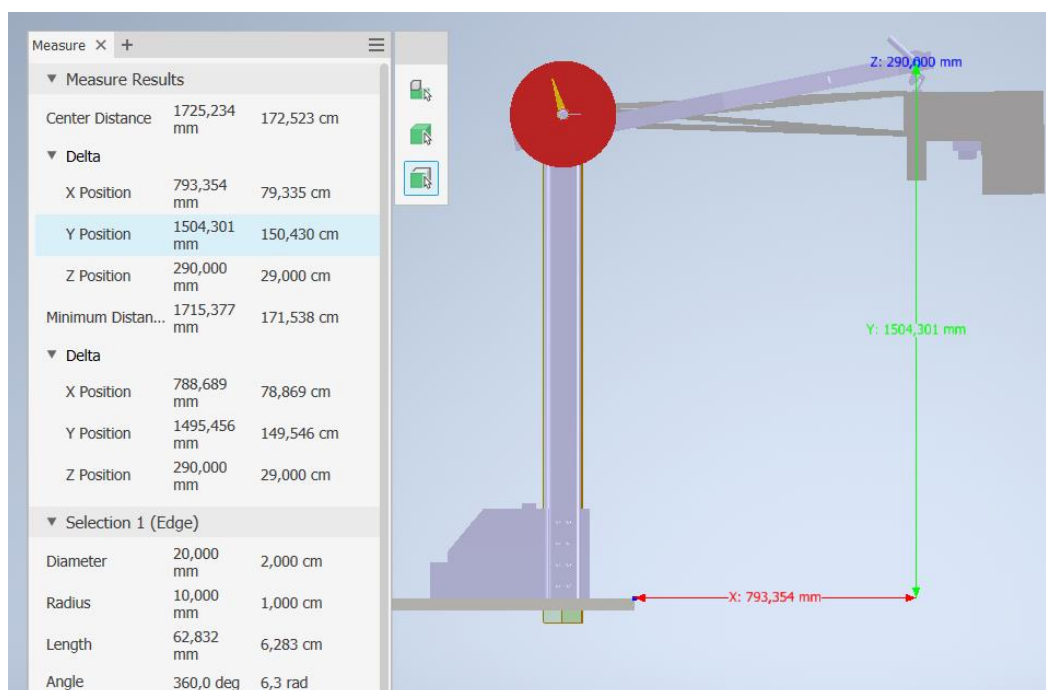 Measure × +
Measure Results
Center Distance 1725,234 mm 172,523 cm
Delta
X Position 793,354 mm 79,335 cm
Y Position 1504,301 mm 150,430 cm
Z Position 290,000 mm 29,000 cm
Minimum Distan... 1715,377 mm 171,538 cm
Delta
X Position 788,689 mm 78,869 cm
Y Position 1495,456 mm 149,546 cm
Z Position 290,000 mm 29,000 cm
Selection 1 (Edge)
Diameter 20,000 mm 2,000 cm
Radius 10,000 mm 1,000 cm
Length 62,832 mm 6,283 cm
Angle 360,0 deg 6,3 rad
Z: 290,000 mm
Y: 1504,301 mm
X: 793,354 mm